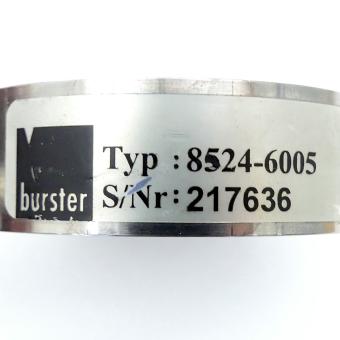 Typ : 8524-6005
burster
S/Nr: 217636